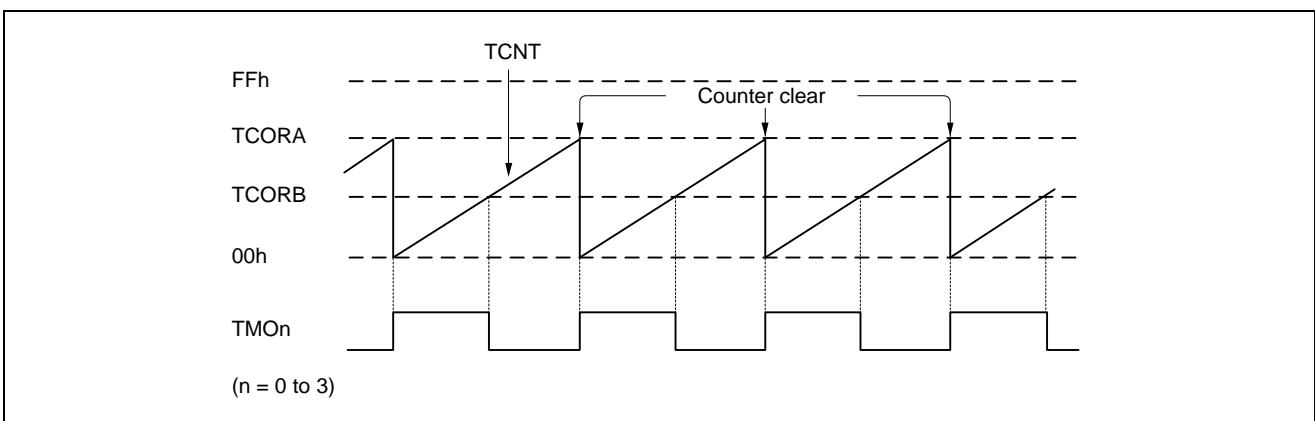 TCNT
FFh
Counter clear
TCORA
TCORB
00h
TMOn
(n = 0 to 3)